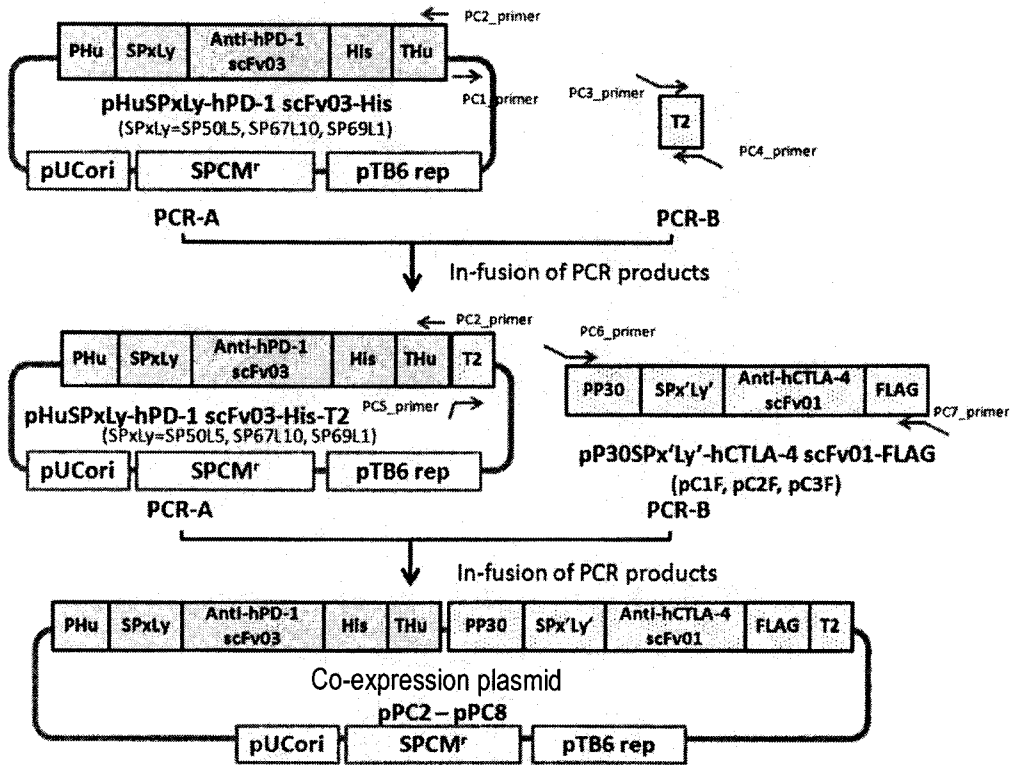 PC2_primer
PHu SPxLy Anti-hPD-1 scFv03 His THu
PC1_primer
pHuSPxLy-hPD-1 scFv03-His
(SPxLy=SP50L5, SP67L10, SP69L1)
pUCori SPCMʳ pTB6 rep
PC3_primer
T2
PC4_primer
PCR-A PCR-B
In-fusion of PCR products
PC2_primer
PHu SPxLy Anti-hPD-1 scFv03 His THu T2
PC5_primer
pHuSPxLy-hPD-1 scFv03-His-T2
(SPxLy=SP50L5, SP67L10, SP69L1)
pUCori SPCMʳ pTB6 rep
PC6_primer
PP30 SPx'Ly' Anti-hCTLA-4 scFv01 FLAG
PC7_primer
pP30SPx'Ly'-hCTLA-4 scFv01-FLAG
(pC1F, pC2F, pC3F)
PCR-A PCR-B
In-fusion of PCR products
PHu SPxLy Anti-hPD-1 scFv03 His THu PP30 SPx'Ly' Anti-hCTLA-4 scFv01 FLAG T2
Co-expression plasmid
pPC2 – pPC8
pUCori SPCMʳ pTB6 rep